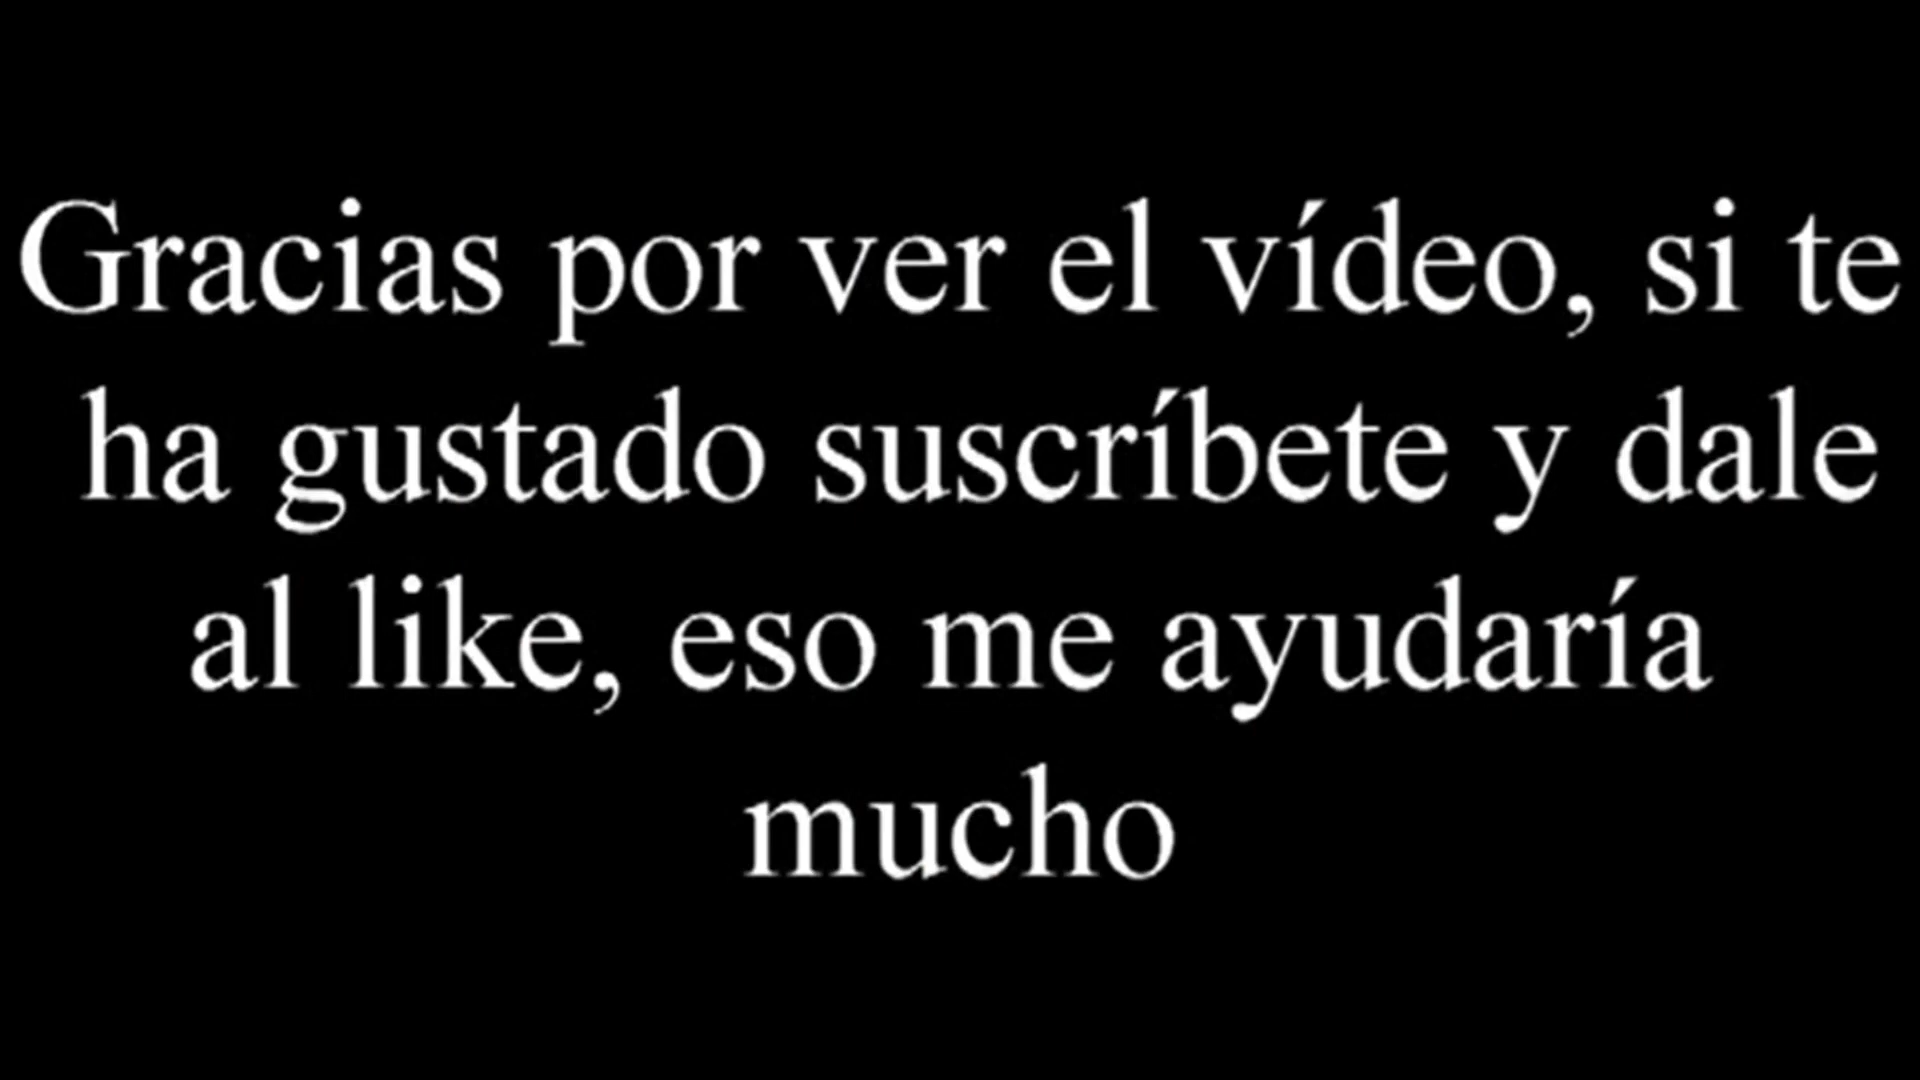 Gracias por ver el vídeo, si te
ha gustado suscríbete y dale
al like, eso me ayudaría
mucho